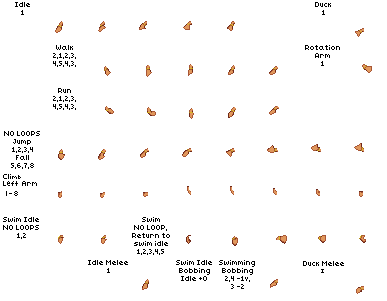 Idle
1
Duck
1
Walk
2,1,2,3,
4,5,4,3,
Rotation
Arm
1
Run
2,1,2,3,
4,5,4,3,
NO LOOPS
Jump
1,2,3,4
Fall
5,6,7,8
Climb
Left Arm
1-8
Swim Idle
NO LOOPS
1,2
Swim
NO LOOP,
Return to
swim idle
1,2,3,4,5
Idle Melee
1
Swim Idle
Bobbing
Idle +0
Swimming
Bobbing
2,4 -1v,
3 -2
Duck Melee
1